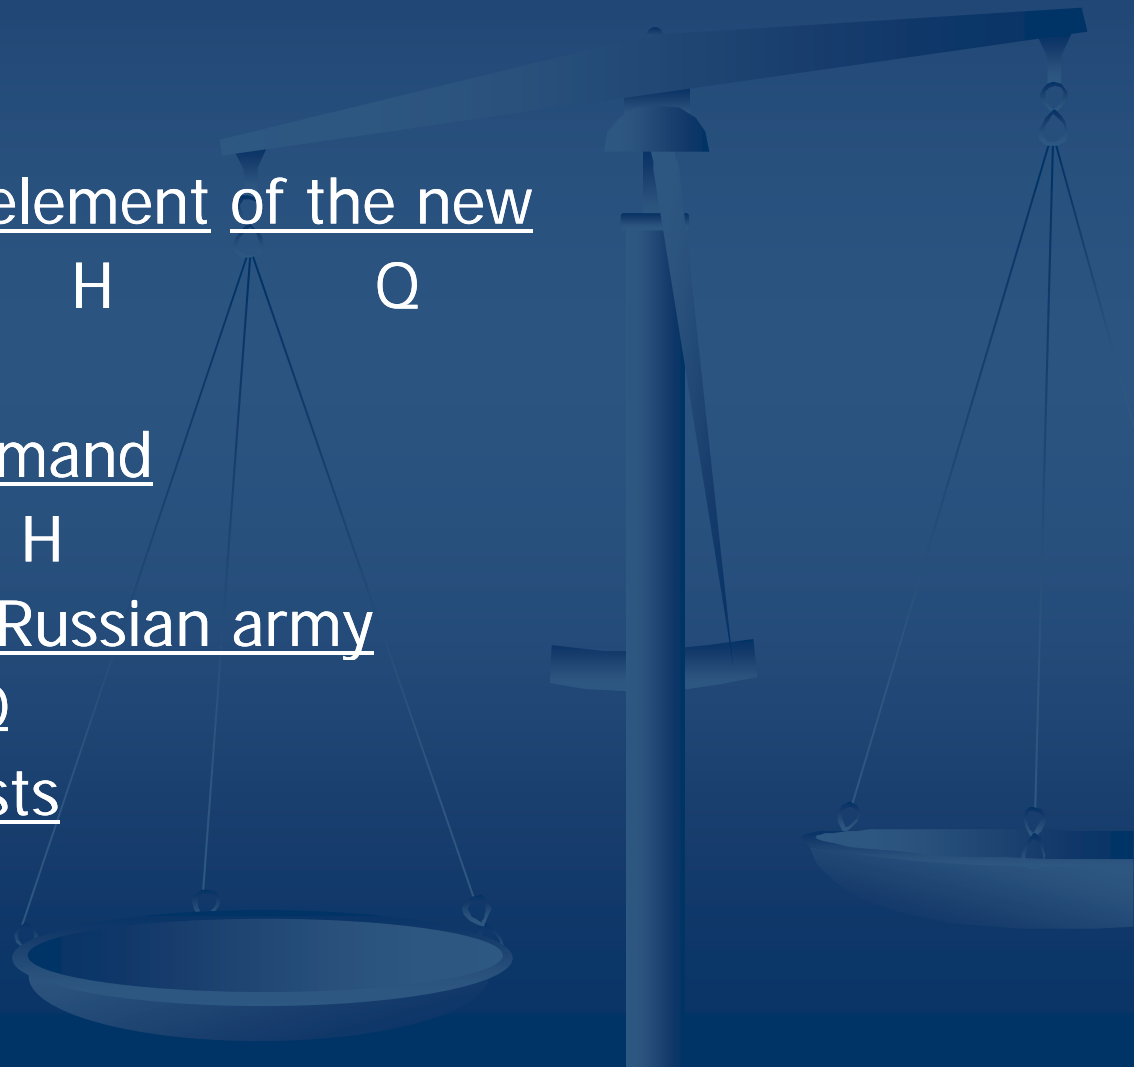 element of the new
H Q
mand
H
Russian army
sts